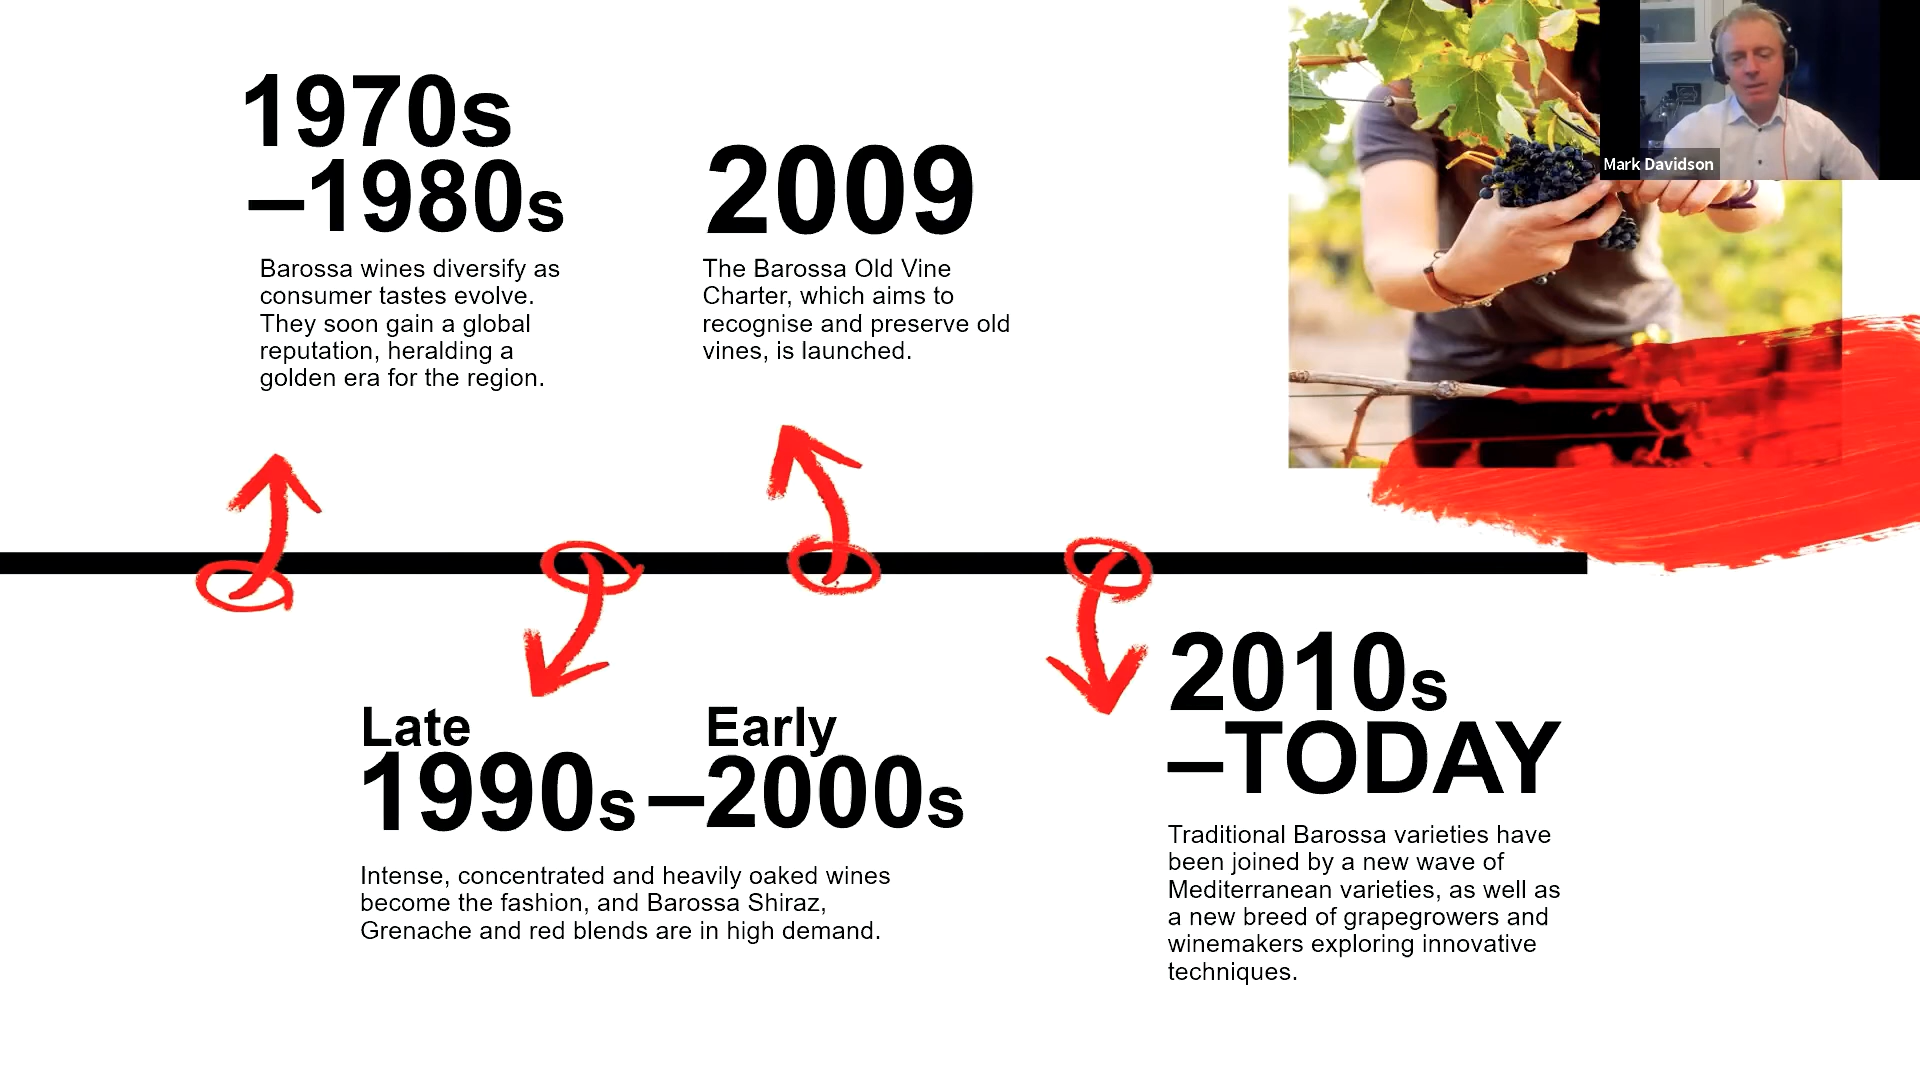 1970s
–1980s
Barossa wines diversify as
consumer tastes evolve.
They soon gain a global
reputation, heralding a
golden era for the region.
2009
The Barossa Old Vine
Charter, which aims to
recognise and preserve old
vines, is launched.
Mark Davidson
Late
1990s
Early
–2000s
Intense, concentrated and heavily oaked wines
become the fashion, and Barossa Shiraz,
Grenache and red blends are in high demand.
2010s
–TODAY
Traditional Barossa varieties have
been joined by a new wave of
Mediterranean varieties, as well as
a new breed of grapegrowers and
winemakers exploring innovative
techniques.